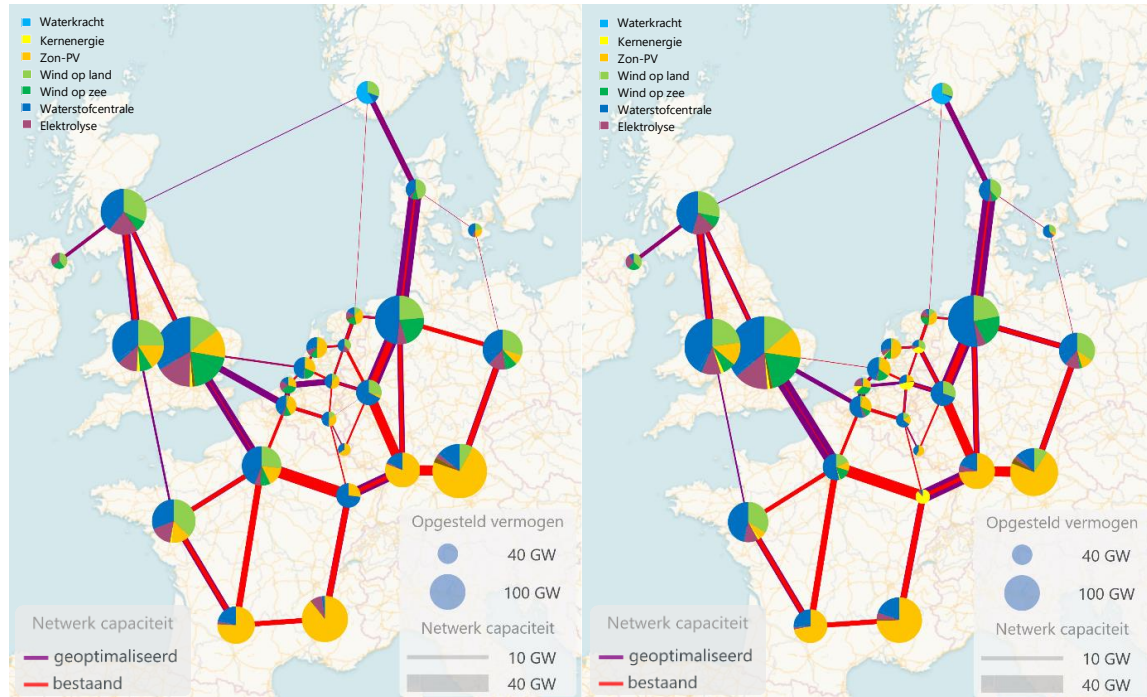 Waterkracht
Kernenergie
Zon-PV
Wind op land
Wind op zee
Waterstofcentrale
Elektrolyse
Opgesteld vermogen
40 GW
100 GW
Netwerk capaciteit
geoptimaliseerd
bestaand
Netwerk capaciteit
10 GW
40 GW
Waterkracht
Kernenergie
Zon-PV
Wind op land
Wind op zee
Waterstofcentrale
Elektrolyse
Opgesteld vermogen
40 GW
100 GW
Netwerk capaciteit
geoptimaliseerd
bestaand
Netwerk capaciteit
10 GW
40 GW